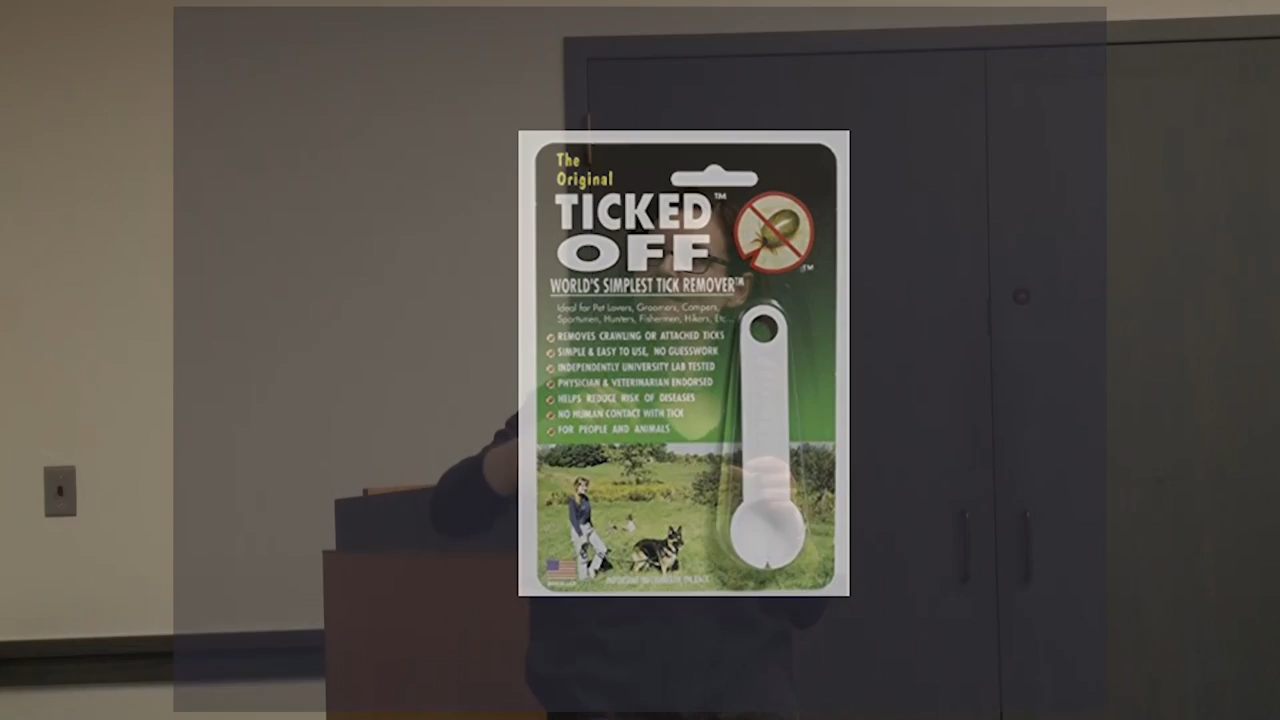 The
Original
TICKED™
OFF
™
WORLD'S SIMPLEST TICK REMOVER™
Ideal for Pet Lovers, Groomers, Campers,
Sportsmen, Hunters, Fishermen, Hikers, Etc...
REMOVES CRAWLING OR ATTACHED TICKS
SIMPLE & EASY TO USE, NO GUESSWORK
INDEPENDENTLY UNIVERSITY LAB TESTED
PHYSICIAN & VETERINARIAN ENDORSED
HELPS REDUCE RISK OF DISEASES
NO HUMAN CONTACT WITH TICK
FOR PEOPLE AND ANIMALS